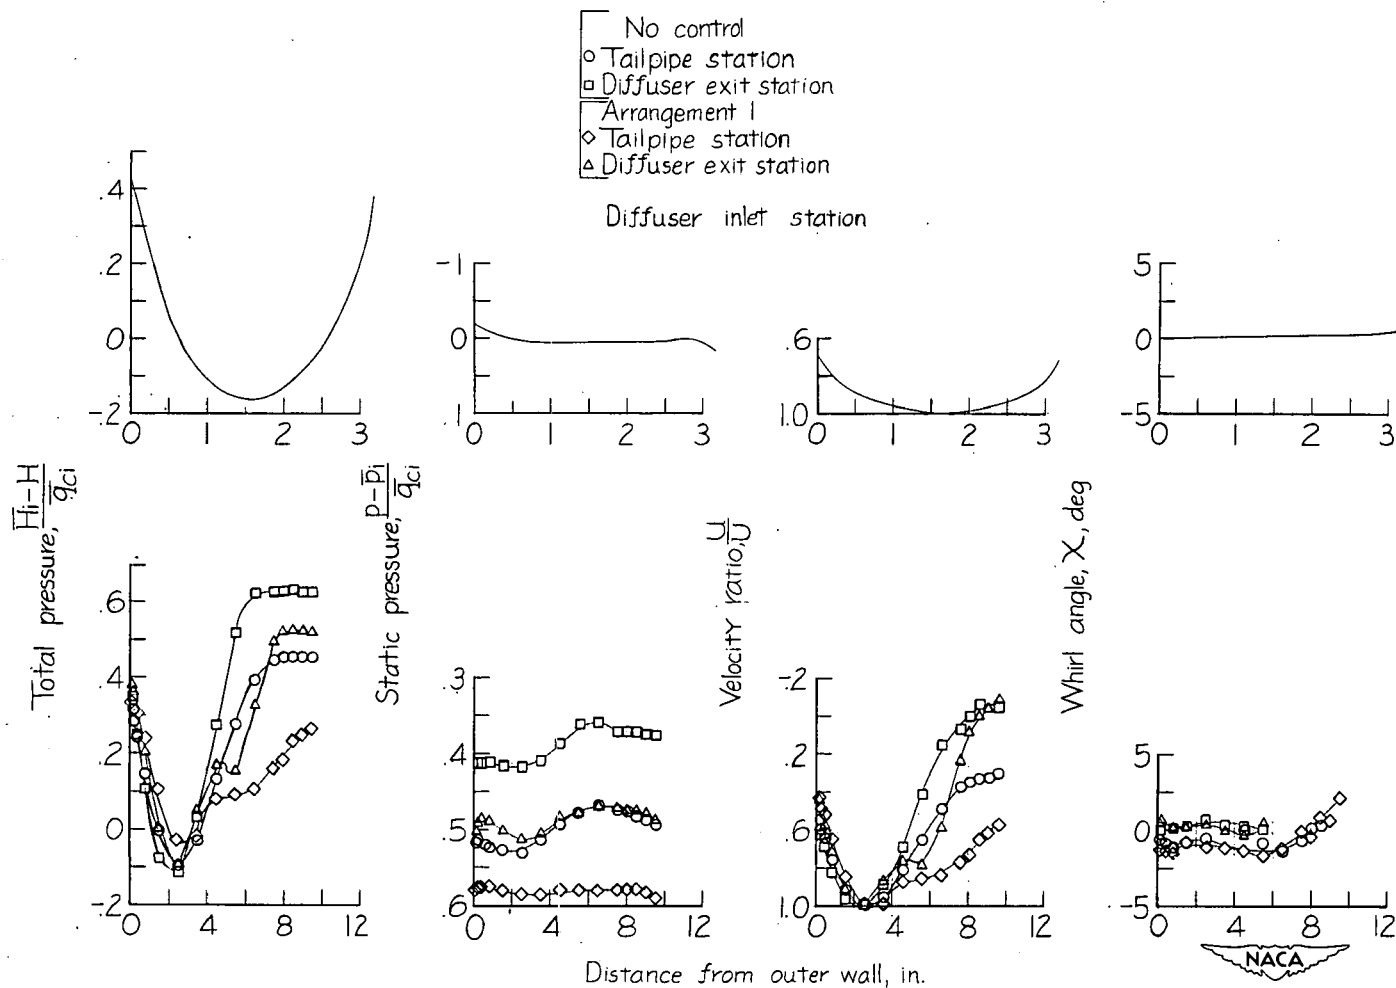 No control
Tailpipe station
Diffuser exit station
Arrangement 1
Tailpipe station
Diffuser exit station
Diffuser inlet station
.4
.2
0
-.2
0 1 2 3
-.1
0
.1
0 1 2 3
.6
1.0
0 1 2 3
5
0
-5
0 1 2 3
Total pressure, H̅i-H / q̅ci
.6
.4
.2
0
-.2
0 4 8 12
Static pressure, p-p̅i / q̅ci
.3
.4
.5
.6
0 4 8 12
Velocity ratio, u/U
-.2
.2
.6
1.0
0 4 8 12
Whirl angle, X, deg
5
0
-5
0 4 8 12
Distance from outer wall, in.
NACA